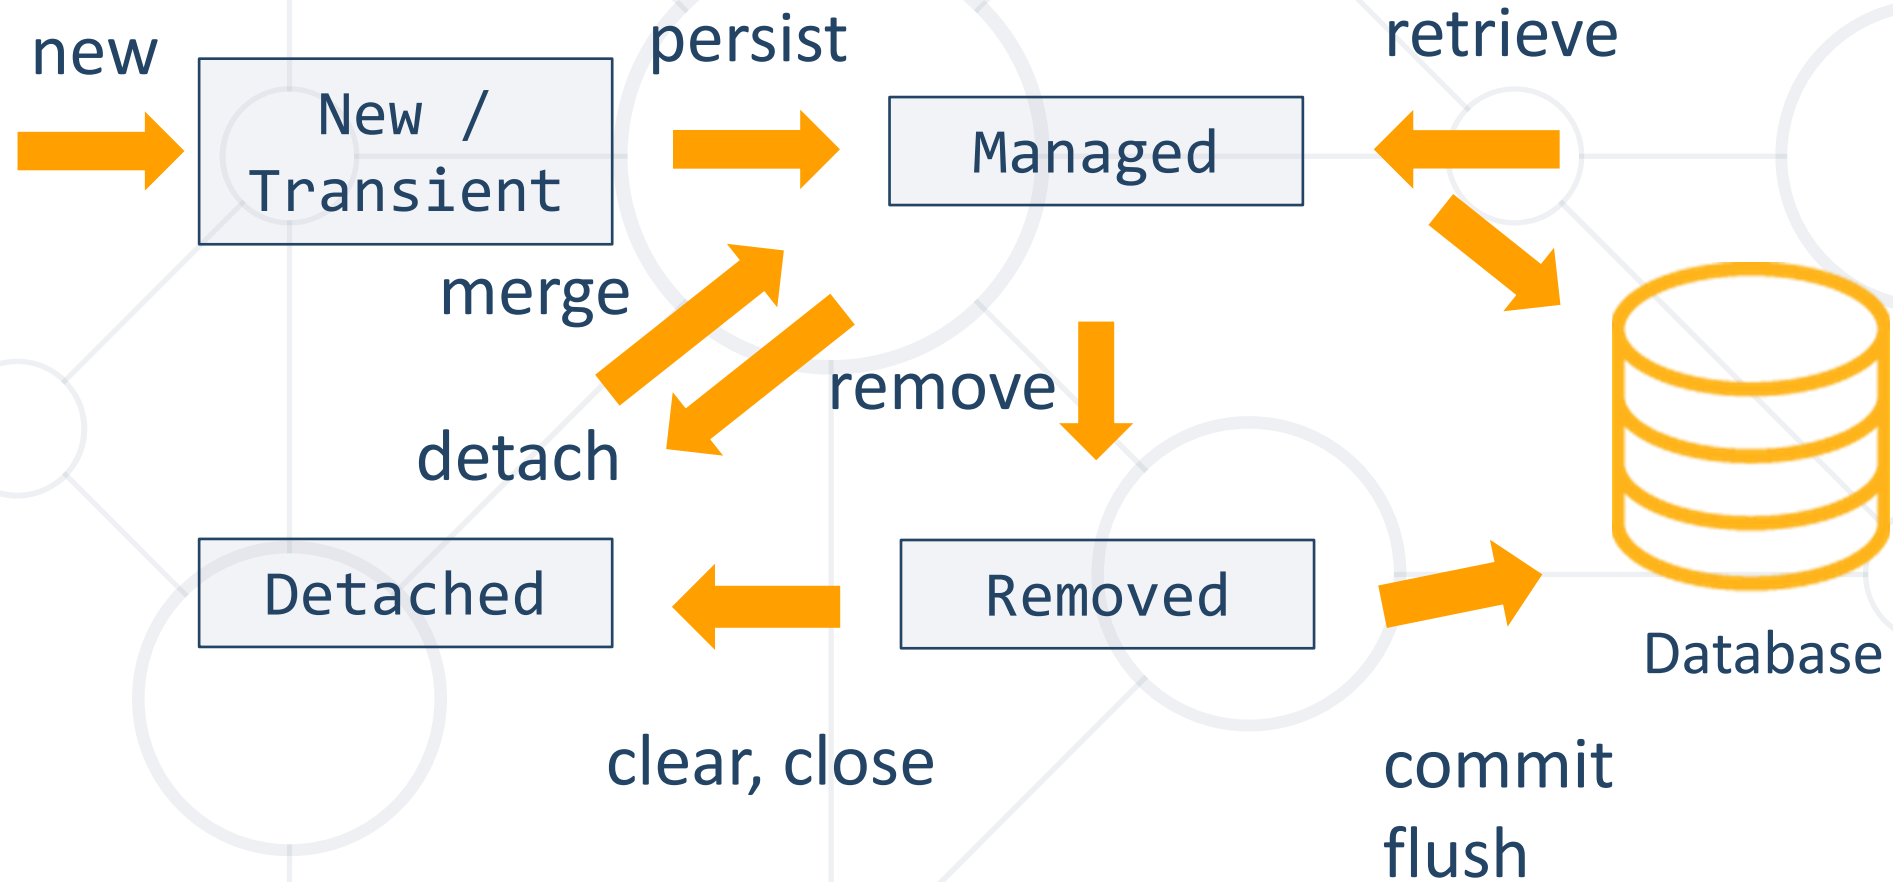 new
New /
Transient
persist
Managed
retrieve
merge
remove
detach
Detached
Removed
Database
clear, close
commit
flush